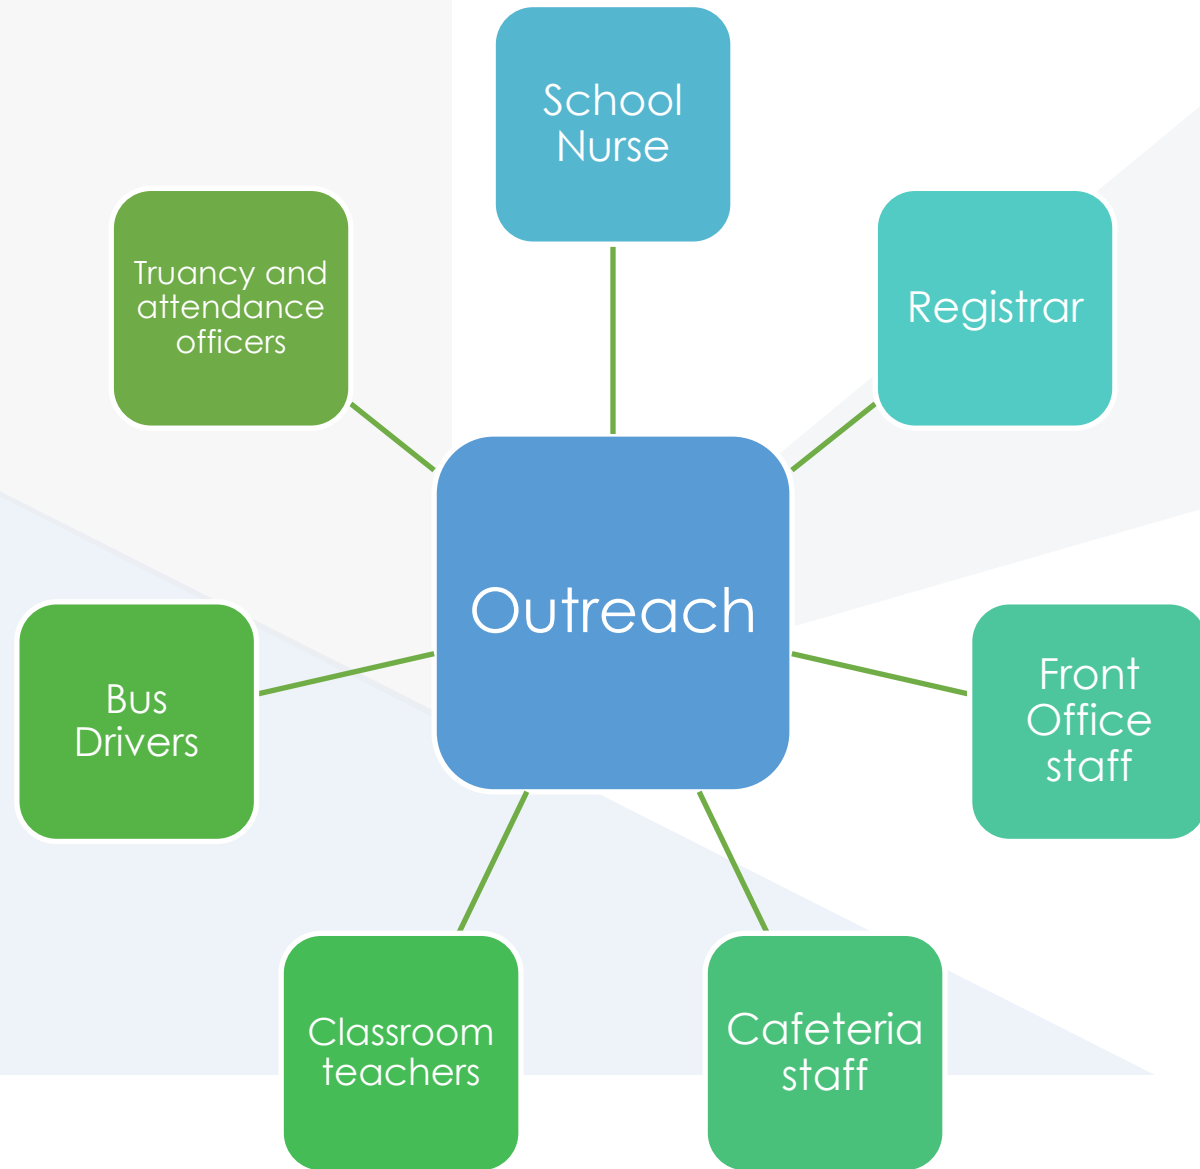 School
Nurse
Truancy and
attendance
officers
Registrar
Outreach
Bus
Drivers
Front
Office
staff
Classroom
teachers
Cafeteria
staff